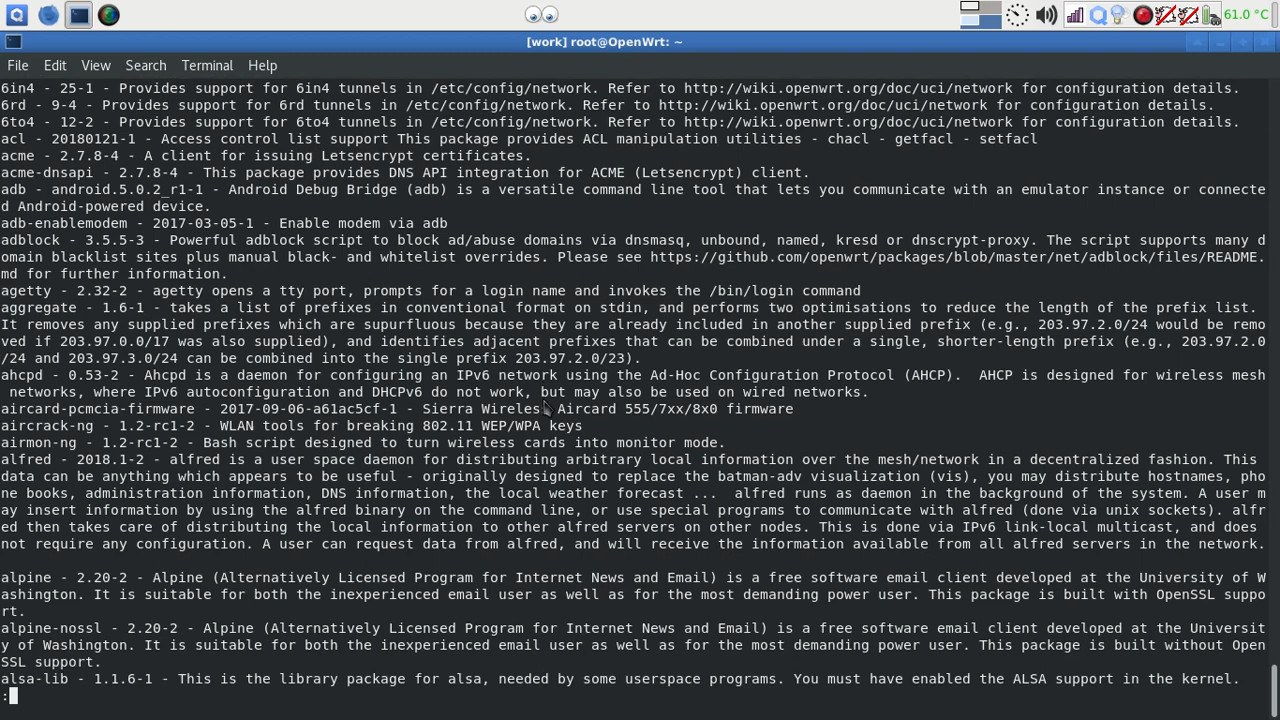 61.0 °C
[work] root@OpenWrt: ~
File Edit View Search Terminal Help
6in4 - 25-1 - Provides support for 6in4 tunnels in /etc/config/network. Refer to http://wiki.openwrt.org/doc/uci/network for configuration details.
6rd - 9-4 - Provides support for 6rd tunnels in /etc/config/network. Refer to http://wiki.openwrt.org/doc/uci/network for configuration details.
6to4 - 12-2 - Provides support for 6to4 tunnels in /etc/config/network. Refer to http://wiki.openwrt.org/doc/uci/network for configuration details.
acl - 20180121-1 - Access control list support This package provides ACL manipulation utilities - chacl - getfacl - setfacl
acme - 2.7.8-4 - A client for issuing Letsencrypt certificates.
acme-dnsapi - 2.7.8-4 - This package provides DNS API integration for ACME (Letsencrypt) client.
adb - android.5.0.2_r1-1 - Android Debug Bridge (adb) is a versatile command line tool that lets you communicate with an emulator instance or connecte
d Android-powered device.
adb-enablemodem - 2017-03-05-1 - Enable modem via adb
adblock - 3.5.5-3 - Powerful adblock script to block ad/abuse domains via dnsmasq, unbound, named, kresd or dnscrypt-proxy. The script supports many d
omain blacklist sites plus manual black- and whitelist overrides. Please see https://github.com/openwrt/packages/blob/master/net/adblock/files/README.
md for further information.
agetty - 2.32-2 - agetty opens a tty port, prompts for a login name and invokes the /bin/login command
aggregate - 1.6-1 - takes a list of prefixes in conventional format on stdin, and performs two optimisations to reduce the length of the prefix list.
It removes any supplied prefixes which are supurfluous because they are already included in another supplied prefix (e.g., 203.97.2.0/24 would be remo
ved if 203.97.0.0/17 was also supplied), and identifies adjacent prefixes that can be combined under a single, shorter-length prefix (e.g., 203.97.2.0
/24 and 203.97.3.0/24 can be combined into the single prefix 203.97.2.0/23).
ahcpd - 0.53-2 - Ahcpd is a daemon for configuring an IPv6 network using the Ad-Hoc Configuration Protocol (AHCP).  AHCP is designed for wireless mesh
networks, where IPv6 autoconfiguration and DHCPv6 do not work, but may also be used on wired networks.
aircard-pcmcia-firmware - 2017-09-06-a61ac5cf-1 - Sierra Wireless Aircard 555/7xx/8x0 firmware
aircrack-ng - 1.2-rc1-2 - WLAN tools for breaking 802.11 WEP/WPA keys
airmon-ng - 1.2-rc1-2 - Bash script designed to turn wireless cards into monitor mode.
alfred - 2018.1-2 - alfred is a user space daemon for distributing arbitrary local information over the mesh/network in a decentralized fashion. This
data can be anything which appears to be useful - originally designed to replace the batman-adv visualization (vis), you may distribute hostnames, pho
ne books, administration information, DNS information, the local weather forecast ...  alfred runs as daemon in the background of the system. A user m
ay insert information by using the alfred binary on the command line, or use special programs to communicate with alfred (done via unix sockets). alfr
ed then takes care of distributing the local information to other alfred servers on other nodes. This is done via IPv6 link-local multicast, and does
not require any configuration. A user can request data from alfred, and will receive the information available from all alfred servers in the network.
alpine - 2.20-2 - Alpine (Alternatively Licensed Program for Internet News and Email) is a free software email client developed at the University of W
ashington. It is suitable for both the inexperienced email user as well as for the most demanding power user. This package is built with OpenSSL suppo
rt.
alpine-nossl - 2.20-2 - Alpine (Alternatively Licensed Program for Internet News and Email) is a free software email client developed at the Universit
y of Washington. It is suitable for both the inexperienced email user as well as for the most demanding power user. This package is built without Open
SSL support.
alsa-lib - 1.1.6-1 - This is the library package for alsa, needed by some userspace programs. You must have enabled the ALSA support in the kernel.
: